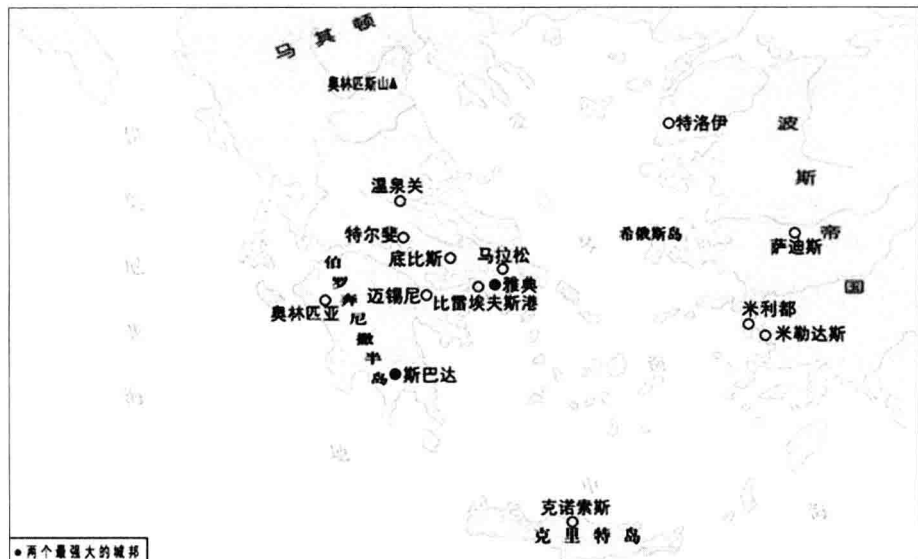 马其顿
奥林匹斯山
特洛伊
波斯帝国
温泉关
特尔斐
底比斯
马拉松
希俄斯岛
萨迪斯
伯罗奔尼撒半岛
奥林匹亚
迈锡尼
比雷埃夫斯港
雅典
米利都
米勒达斯
斯巴达
地
克诺索斯
克里特岛
海
两个最强大的城邦